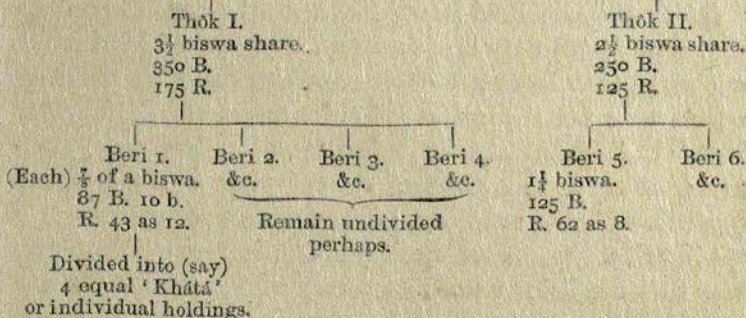 Thók I.
3½ biswa share.
350 B.
175 R.
Thok II.
2½ biswa share.
250 B.
125 R.
Beri 1.
(Each) ⅞ of a biswa.
87 B. 10 b.
R. 43 as 12.
Beri 2.
&c.
Beri 3.
&c.
Beri 4.
&c.
Remain undivided
perhaps.
Beri 5.
1¼ biswa.
125 B.
R. 62 as 8.
Beri 6.
&c.
Divided into (say)
4 equal ‘Khátá’
or individual holdings.